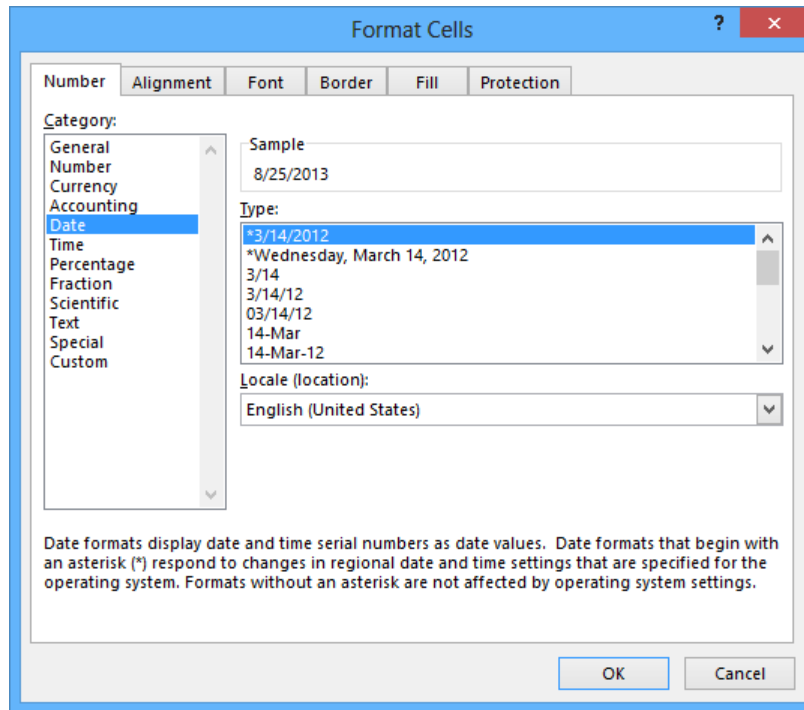 Format Cells
?
Number Alignment Font Border Fill Protection
Category:
General
Number
Currency
Accounting
Date
Time
Percentage
Fraction
Scientific
Text
Special
Custom
Sample
8/25/2013
Type:
*3/14/2012
*Wednesday, March 14, 2012
3/14
3/14/12
03/14/12
14-Mar
14-Mar-12
Locale (location):
English (United States)
Date formats display date and time serial numbers as date values.  Date formats that begin with
an asterisk (*) respond to changes in regional date and time settings that are specified for the
operating system. Formats without an asterisk are not affected by operating system settings.
OK Cancel